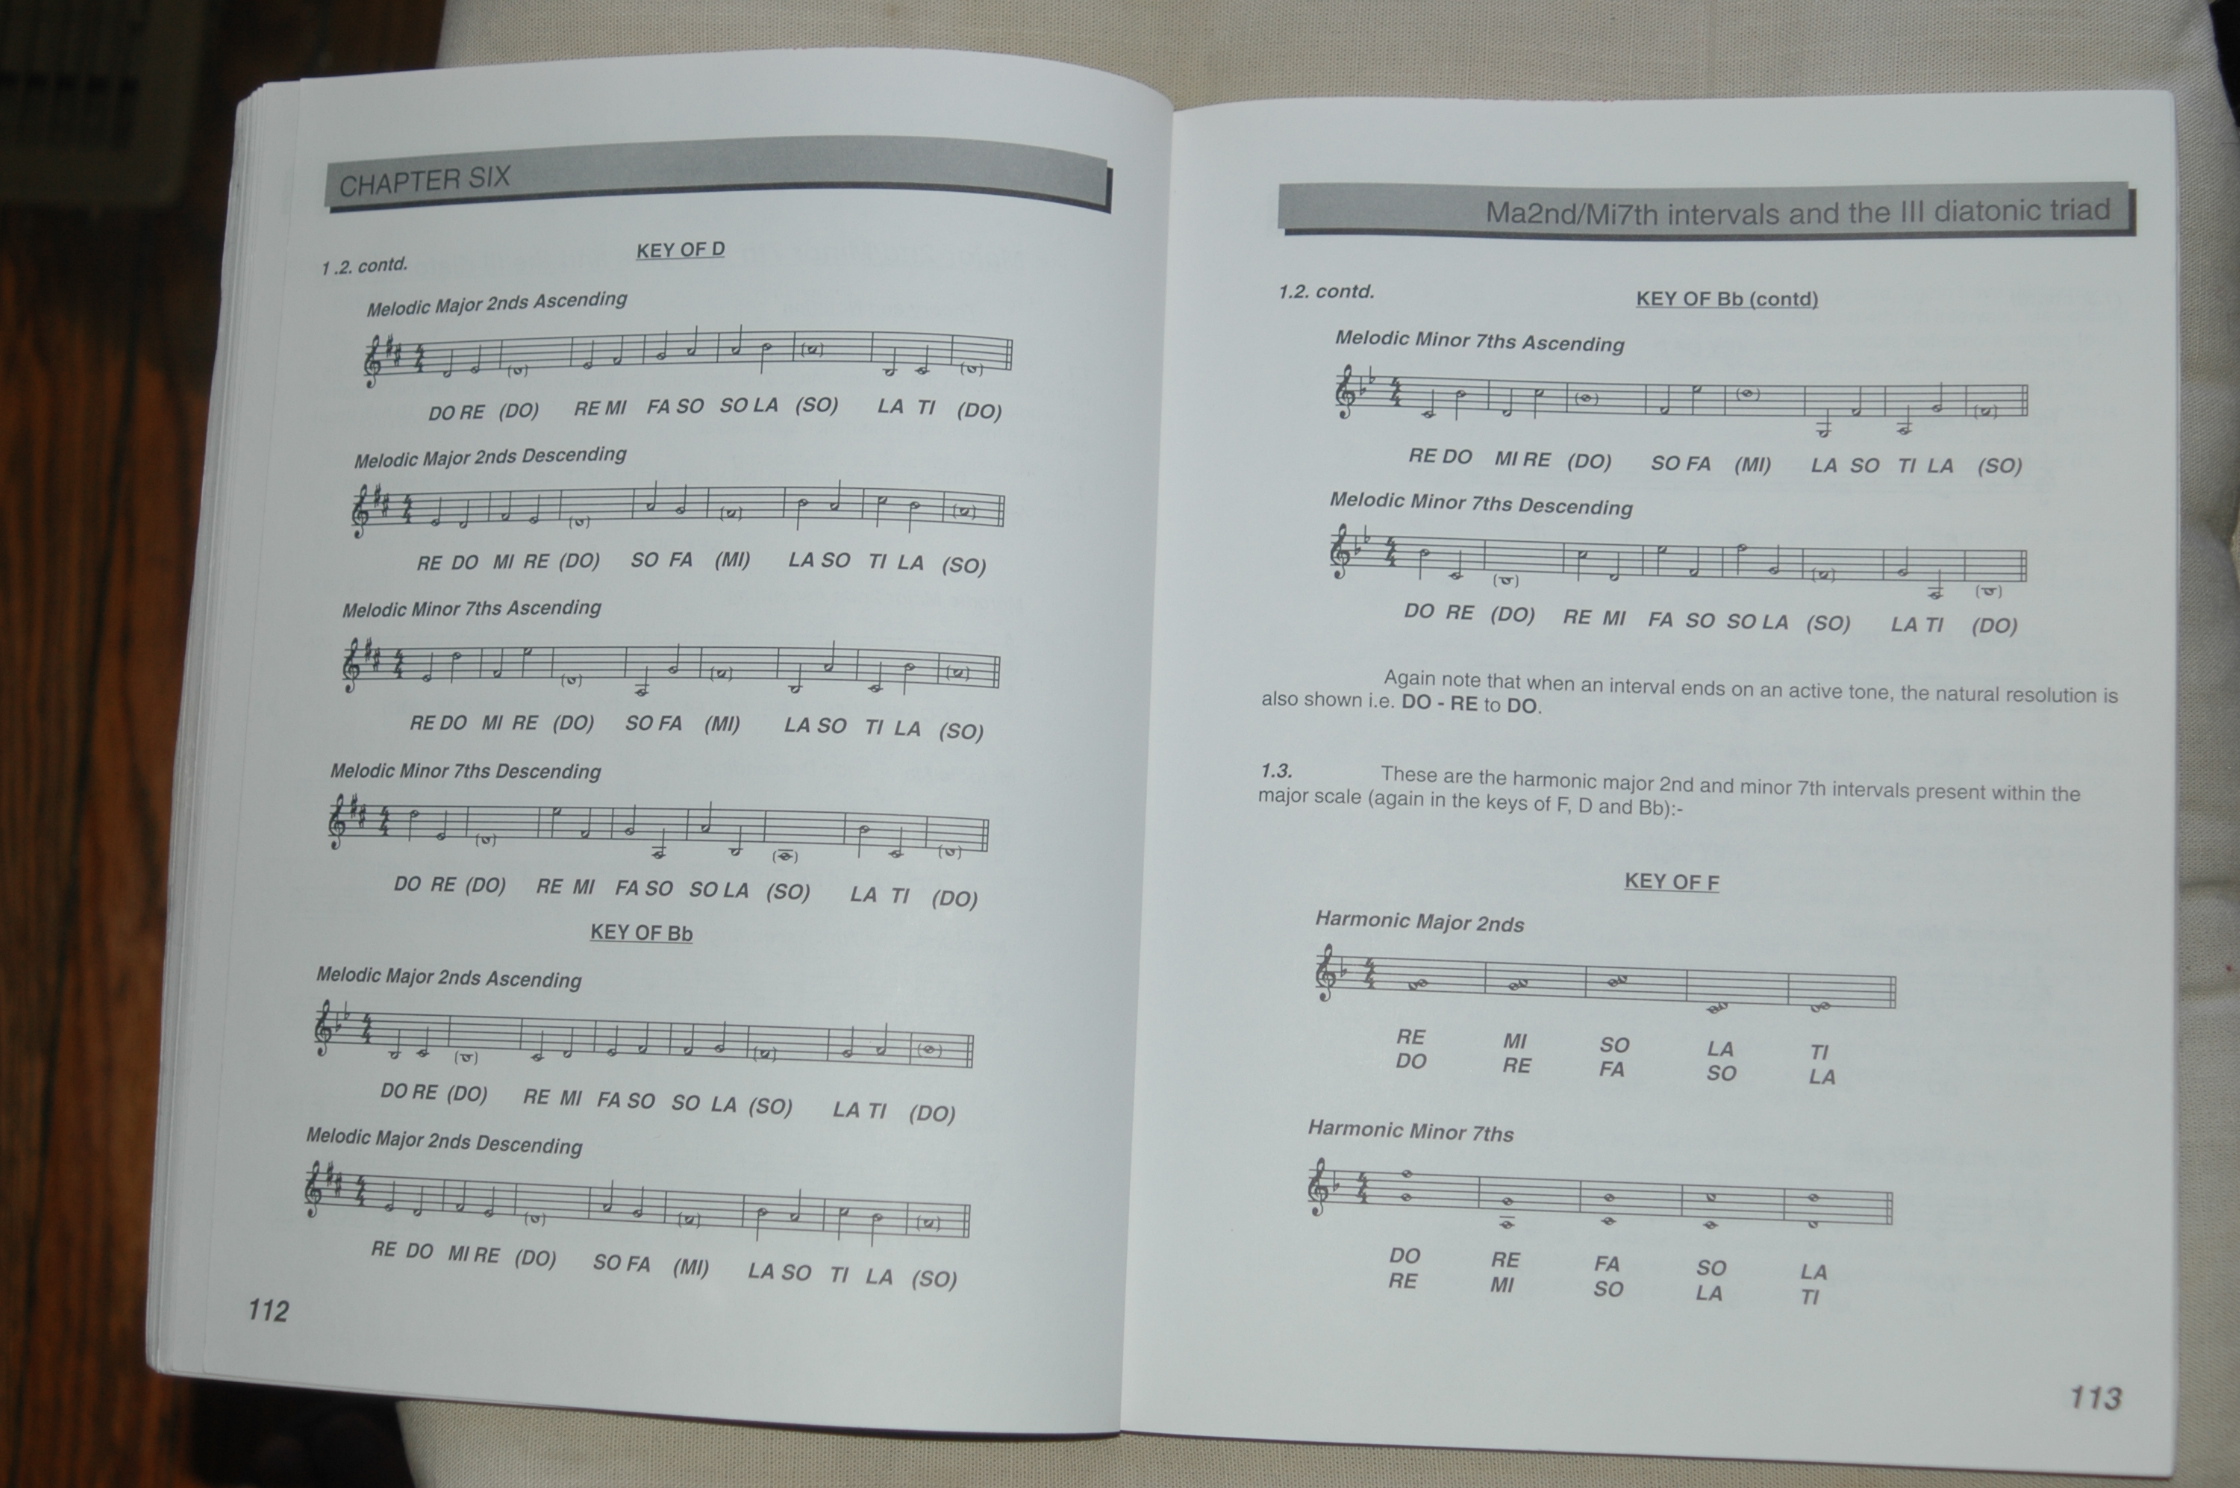 CHAPTER SIX
1.2. contd.
KEY OF D
Melodic Major 2nds Ascending
DO RE (DO) RE MI FA SO SO LA (SO) LA TI (DO)
Melodic Major 2nds Descending
RE DO MI RE (DO) SO FA (MI) LA SO TI LA (SO)
Melodic Minor 7ths Ascending
RE DO MI RE (DO) SO FA (MI) LA SO TI LA (SO)
Melodic Minor 7ths Descending
DO RE (DO) RE MI FA SO SO LA (SO) LA TI (DO)
KEY OF Bb
Melodic Major 2nds Ascending
DO RE (DO) RE MI FA SO SO LA (SO) LA TI (DO)
Melodic Major 2nds Descending
RE DO MI RE (DO) SO FA (MI) LA SO TI LA (SO)
112
Ma2nd/Mi7th intervals and the III diatonic triad
1.2. contd.
KEY OF Bb (contd)
Melodic Minor 7ths Ascending
RE DO MI RE (DO) SO FA (MI) LA SO TI LA (SO)
Melodic Minor 7ths Descending
DO RE (DO) RE MI FA SO SO LA (SO) LA TI (DO)
Again note that when an interval ends on an active tone, the natural resolution is
also shown i.e. DO - RE to DO.
1.3. These are the harmonic major 2nd and minor 7th intervals present within the
major scale (again in the keys of F, D and Bb):-
KEY OF F
Harmonic Major 2nds
RE MI SO LA TI
DO RE FA SO LA
Harmonic Minor 7ths
DO RE FA SO LA
RE MI SO LA TI
113